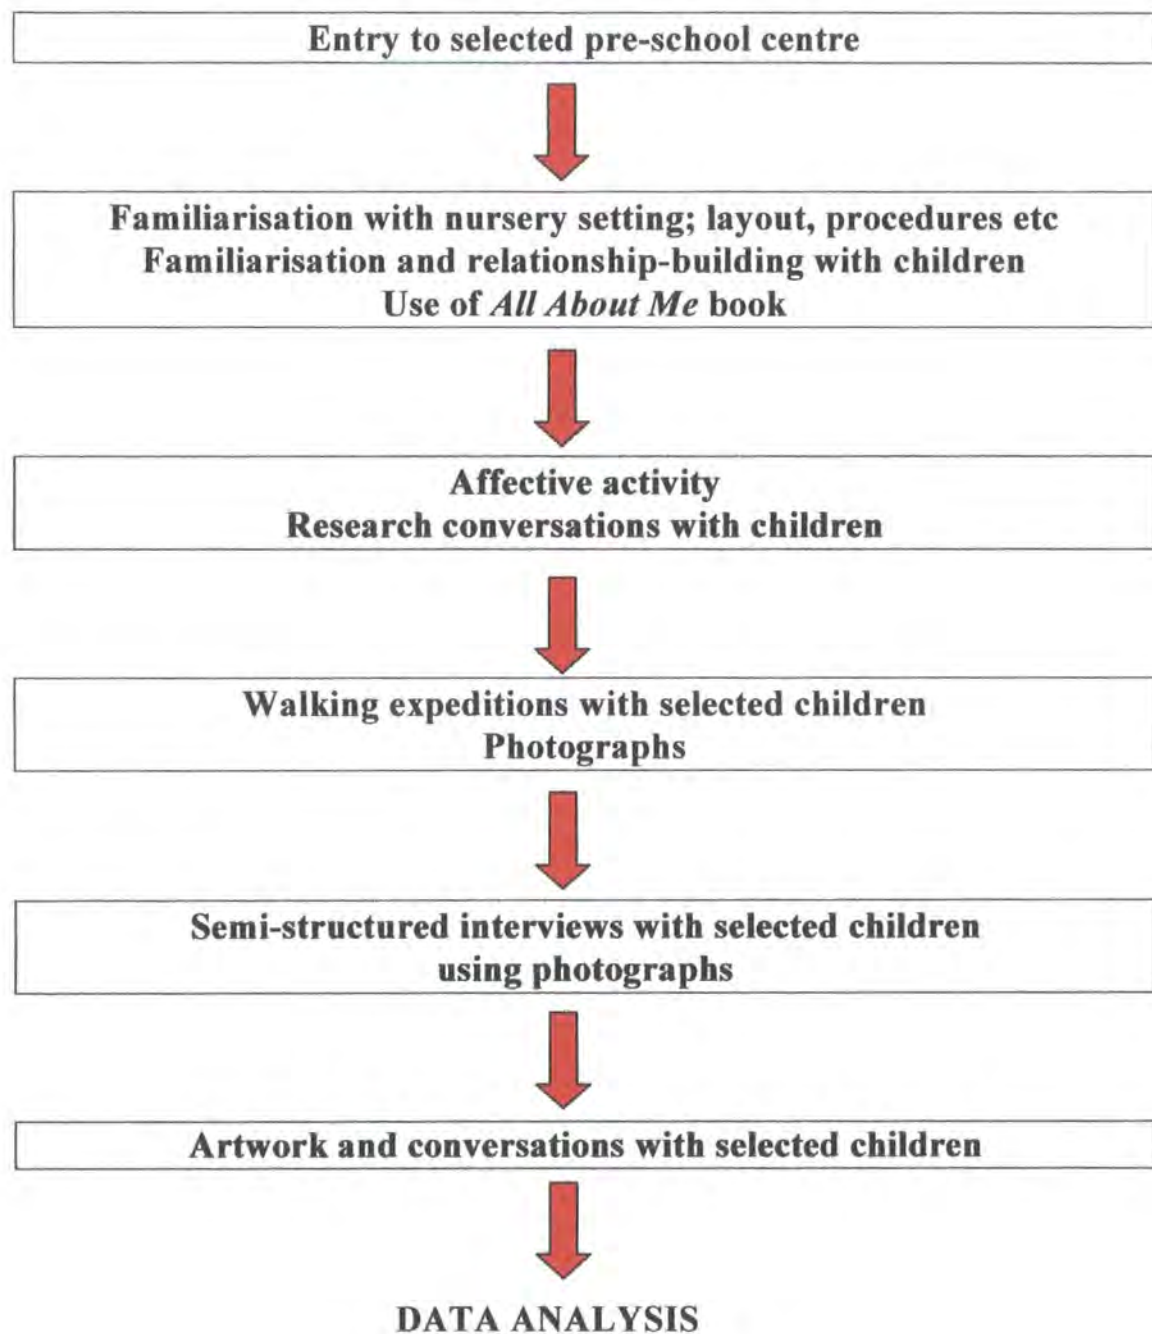 Entry to selected pre-school centre
Familiarisation with nursery setting; layout, procedures etc
Familiarisation and relationship-building with children
Use of All About Me book
Affective activity
Research conversations with children
Walking expeditions with selected children
Photographs
Semi-structured interviews with selected children
using photographs
Artwork and conversations with selected children
DATA ANALYSIS